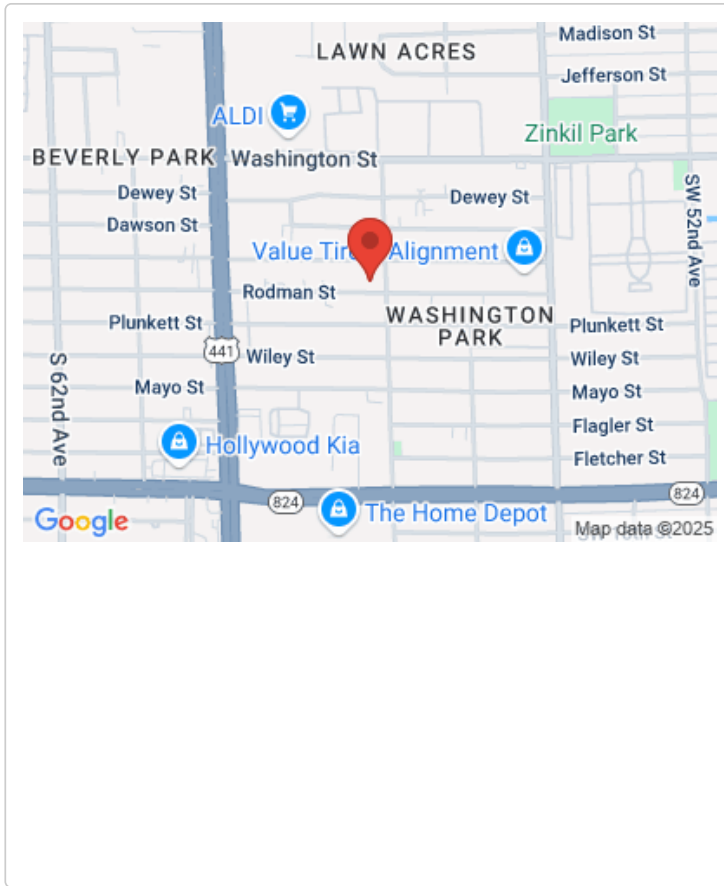 Madison St
LAWN ACRES
Jefferson St
ALDI
Zinkil Park
BEVERLY PARK
Washington St
Dewey St
Dewey St
SW 52nd Ave
Dawson St
Value Tire Alignment
Rodman St
WASHINGTON
PARK
Plunkett St
Plunkett St
441
Wiley St
Wiley St
S 62nd Ave
Mayo St
Mayo St
Flagler St
Hollywood Kia
Fletcher St
824
824
The Home Depot
Google
Map data ©2025